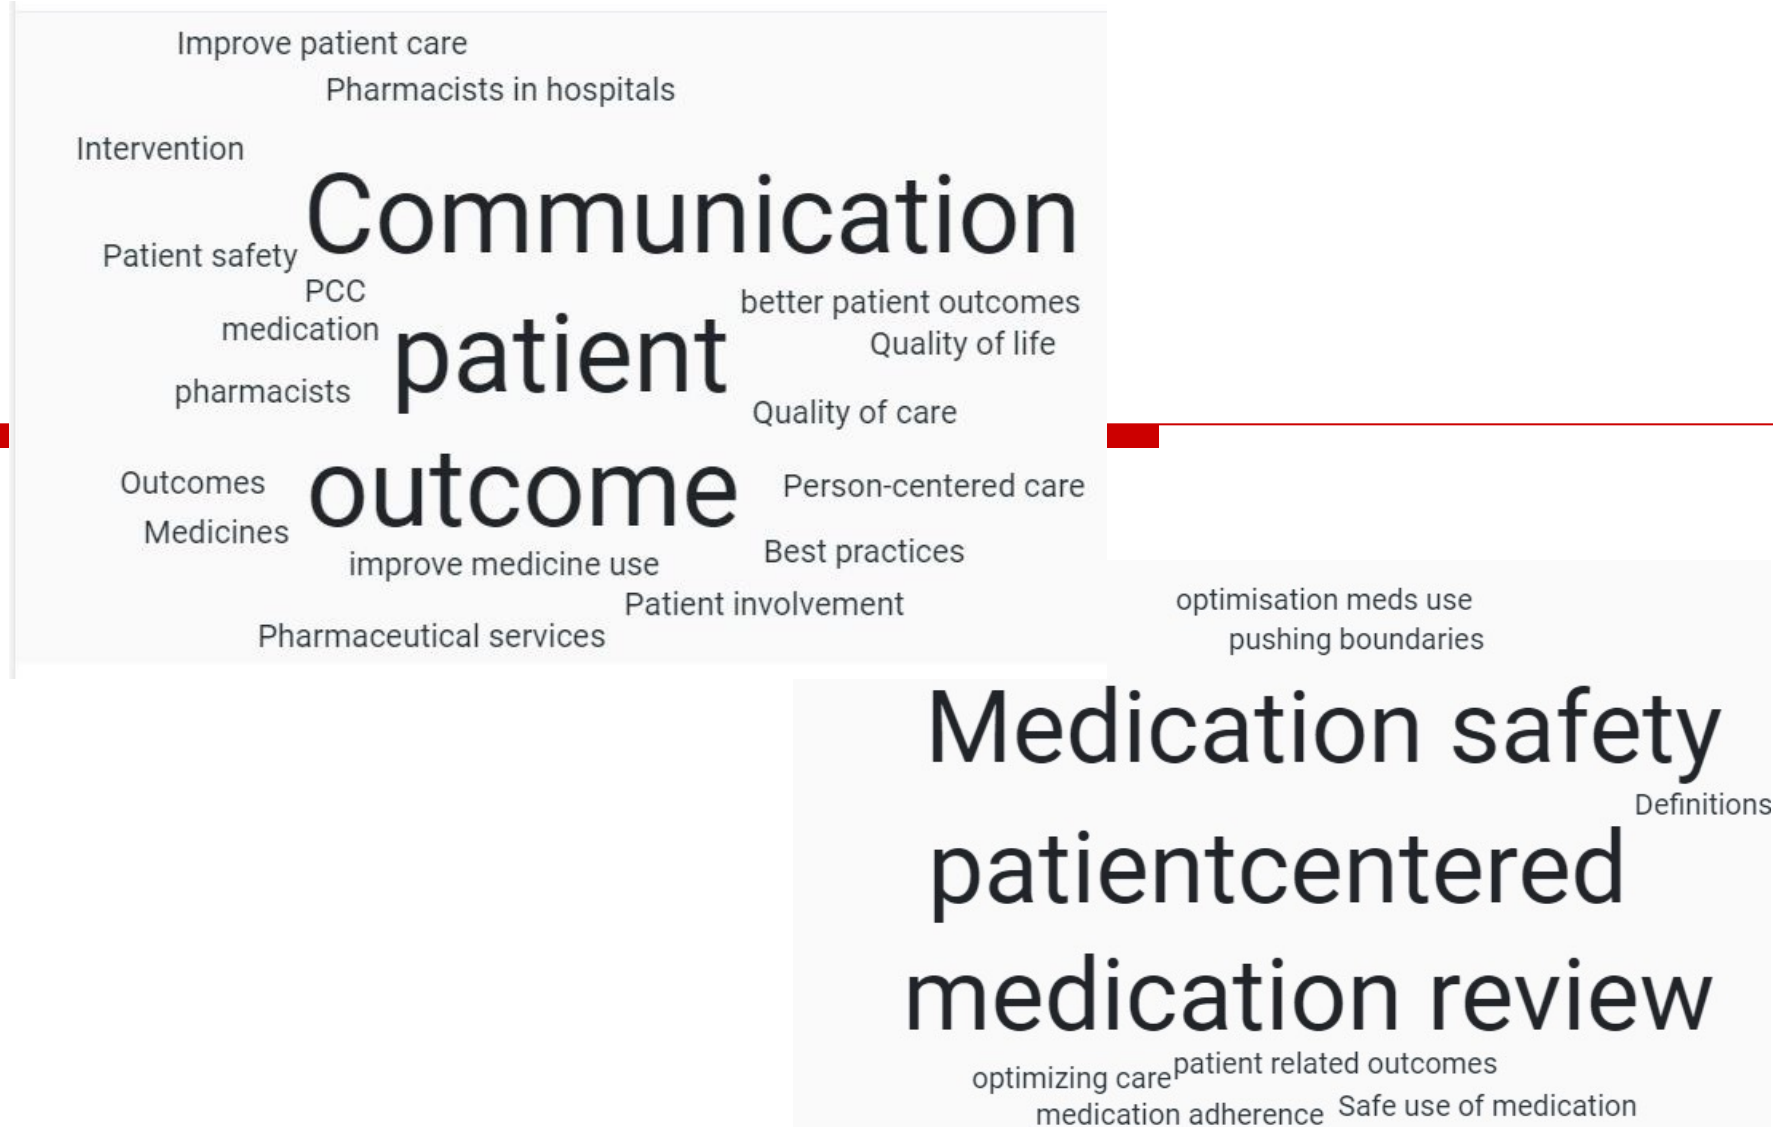 Improve patient care
Pharmacists in hospitals
Intervention
Communication
Patient safety
PCC
better patient outcomes
medication
patient
Quality of life
pharmacists
Quality of care
Outcomes
outcome
Person-centered care
Medicines
Best practices
improve medicine use
Patient involvement
Pharmaceutical services
optimisation meds use
pushing boundaries
Medication safety
Definitions
patientcentered
medication review
optimizing care
patient related outcomes
medication adherence
Safe use of medication